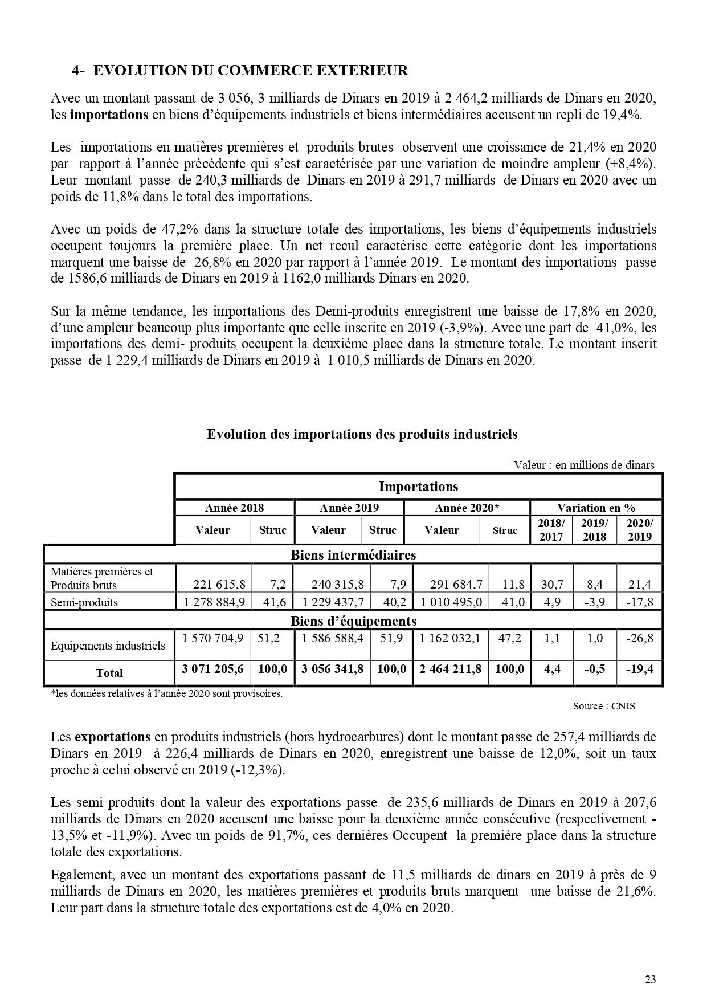 4- EVOLUTION DU COMMERCE EXTERIEUR
Avec un montant passant de 3 056, 3 milliards de Dinars en 2019 à 2 464,2 milliards de Dinars en 2020,
les importations en biens d’équipements industriels et biens intermédiaires accusent un repli de 19,4%.
Les importations en matières premières et produits brutes observent une croissance de 21,4% en 2020
par rapport à l’année précédente qui s’est caractérisée par une variation de moindre ampleur (+8,4%).
Leur montant passe de 240,3 milliards de Dinars en 2019 à 291,7 milliards de Dinars en 2020 avec un
poids de 11,8% dans le total des importations.
Avec un poids de 47,2% dans la structure totale des importations, les biens d’équipements industriels
occupent toujours la première place. Un net recul caractérise cette catégorie dont les importations
marquent une baisse de 26,8% en 2020 par rapport à l’année 2019. Le montant des importations passe
de 1586,6 milliards de Dinars en 2019 à 1162,0 milliards Dinars en 2020.
Sur la même tendance, les importations des Demi-produits enregistrent une baisse de 17,8% en 2020,
d’une ampleur beaucoup plus importante que celle inscrite en 2019 (-3,9%). Avec une part de 41,0%, les
importations des demi- produits occupent la deuxième place dans la structure totale. Le montant inscrit
passe de 1 229,4 milliards de Dinars en 2019 à 1 010,5 milliards de Dinars en 2020.
Evolution des importations des produits industriels
Valeur : en millions de dinars
Importations
Année 2018 Année 2019 Année 2020* Variation en %
Valeur Struc Valeur Struc Valeur Struc 2018/ 2019/ 2020/
2017 2018 2019
Biens intermédiaires
Matières premières et
Produits bruts 221 615,8 7,2 240 315,8 7,9 291 684,7 11,8 30,7 8,4 21,4
Semi-produits 1 278 884,9 41,6 1 229 437,7 40,2 1 010 495,0 41,0 4,9 -3,9 -17,8
Biens d’équipements
Equipements industriels 1 570 704,9 51,2 1 586 588,4 51,9 1 162 032,1 47,2 1,1 1,0 -26,8
Total 3 071 205,6 100,0 3 056 341,8 100,0 2 464 211,8 100,0 4,4 -0,5 -19,4
*les données relatives à l’année 2020 sont provisoires.
Source : CNIS
Les exportations en produits industriels (hors hydrocarbures) dont le montant passe de 257,4 milliards de
Dinars en 2019 à 226,4 milliards de Dinars en 2020, enregistrent une baisse de 12,0%, soit un taux
proche à celui observé en 2019 (-12,3%).
Les semi produits dont la valeur des exportations passe de 235,6 milliards de Dinars en 2019 à 207,6
milliards de Dinars en 2020 accusent une baisse pour la deuxième année consécutive (respectivement -
13,5% et -11,9%). Avec un poids de 91,7%, ces dernières Occupent la première place dans la structure
totale des exportations.
Egalement, avec un montant des exportations passant de 11,5 milliards de dinars en 2019 à près de 9
milliards de Dinars en 2020, les matières premières et produits bruts marquent une baisse de 21,6%.
Leur part dans la structure totale des exportations est de 4,0% en 2020.
23